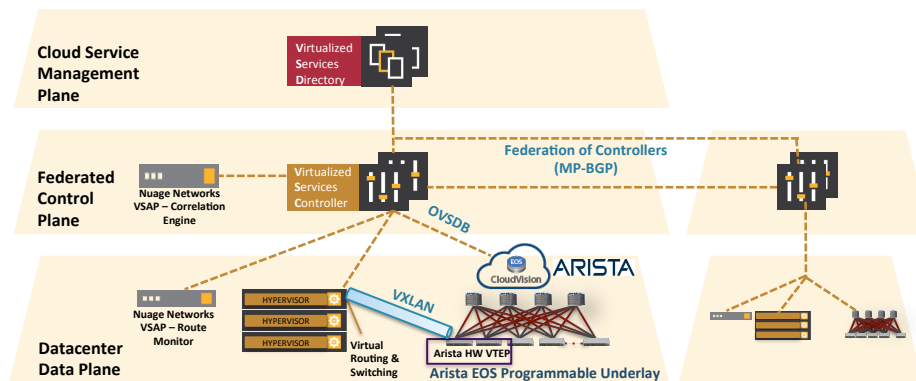 Cloud Service
Management
Plane
Virtualized
Services
Directory
Federated
Control
Plane
Nuage Networks
VSAP – Correlation
Engine
Virtualized
Services
Controller
Federation of Controllers
(MP-BGP)
OVSDB
EOS
CloudVision
ARISTA
Datacenter
Data Plane
Nuage Networks
VSAP – Route
Monitor
HYPERVISOR
HYPERVISOR
HYPERVISOR
VXLAN
Virtual
Routing &
Switching
Arista HW VTEP
Arista EOS Programmable Underlay